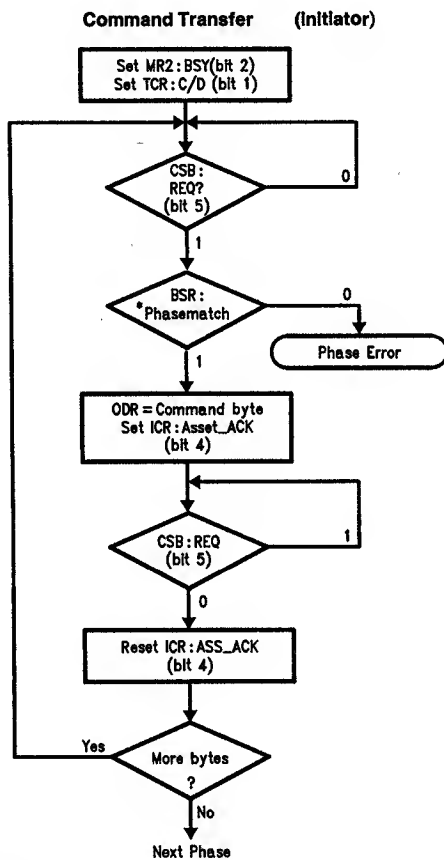 Command Transfer (Initiator)
Set MR2:BSY(bit 2)
Set TCR:C/D (bit 1)
CSB:
REQ?
(bit 5)
0
1
BSR:
*Phasematch
0
Phase Error
1
ODR = Command byte
Set ICR:Asset_ACK
(bit 4)
CSB:REQ
(bit 5)
1
0
Reset ICR:ASS_ACK
(bit 4)
Yes
More bytes
?
No
Next Phase